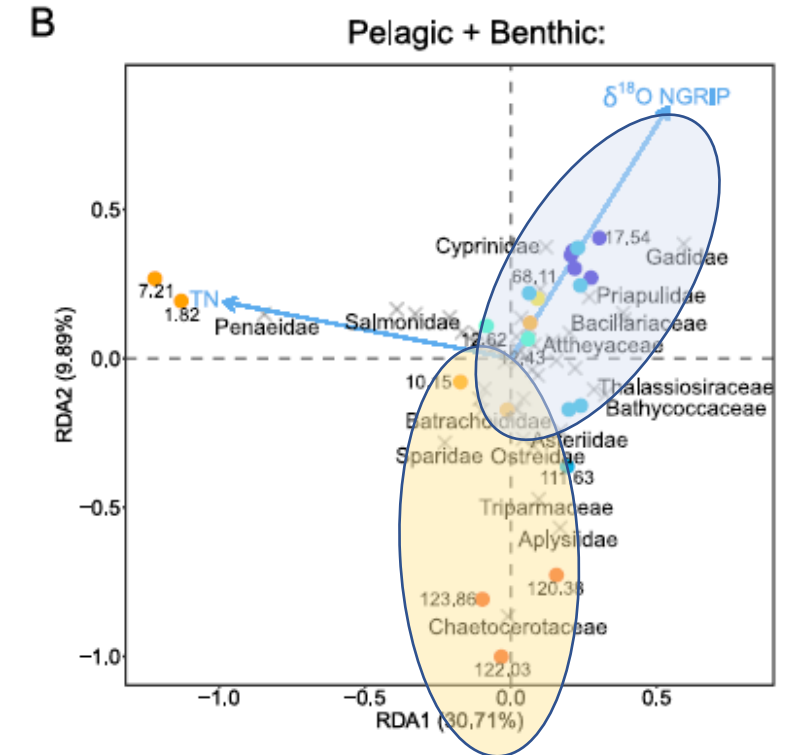 B
Pelagic + Benthic:
δ¹⁸O NGRIP
0.5
Cyprinidae
17,54
Gadidae
68,11
7.21
TN
1.82
Priapulidae
Penaeidae
Salmonidae
Bacillariaceae
12,62
Attheyaceae
2,43
0.0
10,15
Thalassiosiraceae
Bathycoccaceae
Batrachoididae
Asteriidae
Sparidae
Ostreidae
111,63
−0.5
Triparmaceae
Aplysiidae
120.38
123,86
Chaetocerotaceae
−1.0
122,03
−1.0
−0.5
0.0
0.5
RDA1 (30,71%)
RDA2 (9.89%)